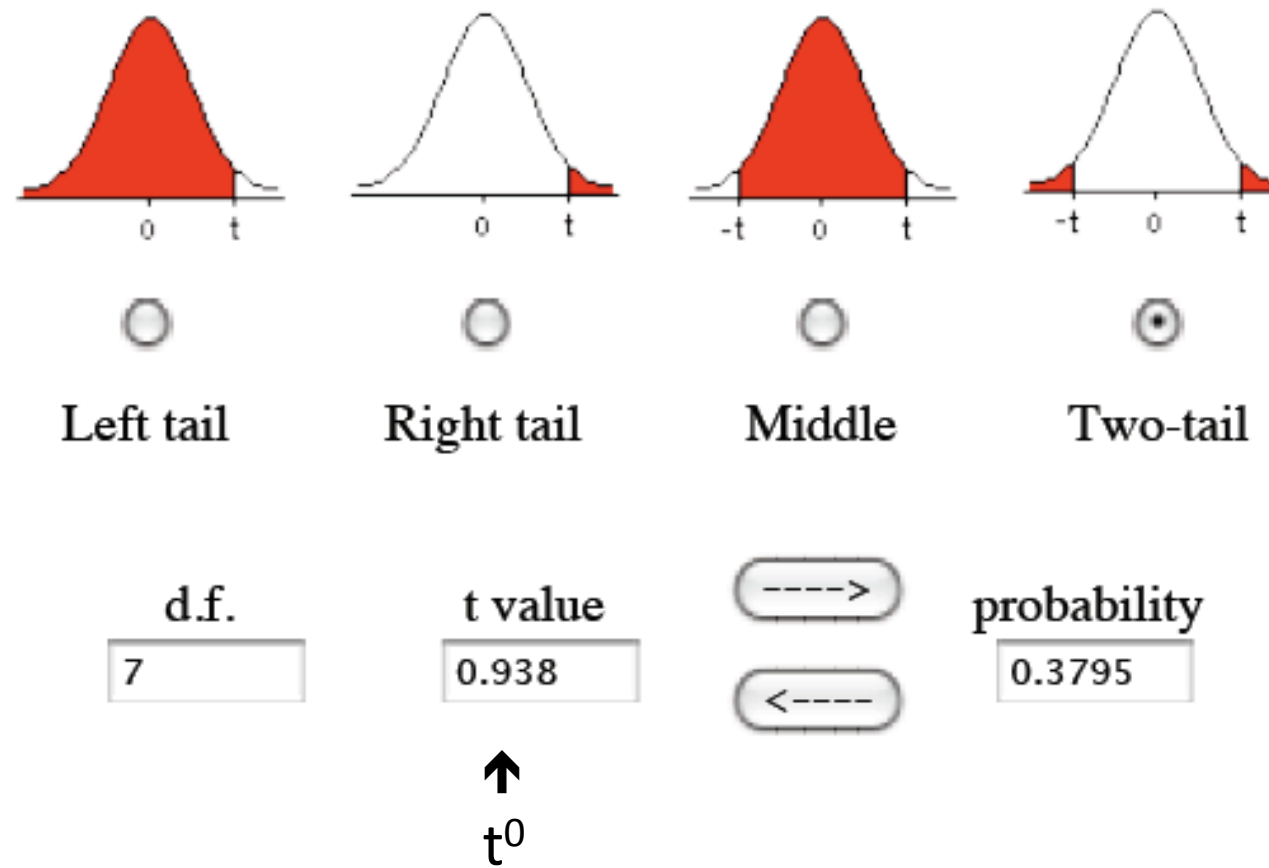 0 t
0 t
-t 0 t
-t 0 t
Left tail
Right tail
Middle
Two-tail
d.f.
t value
---->
probability
7
0.938
<----
0.3795
t⁰